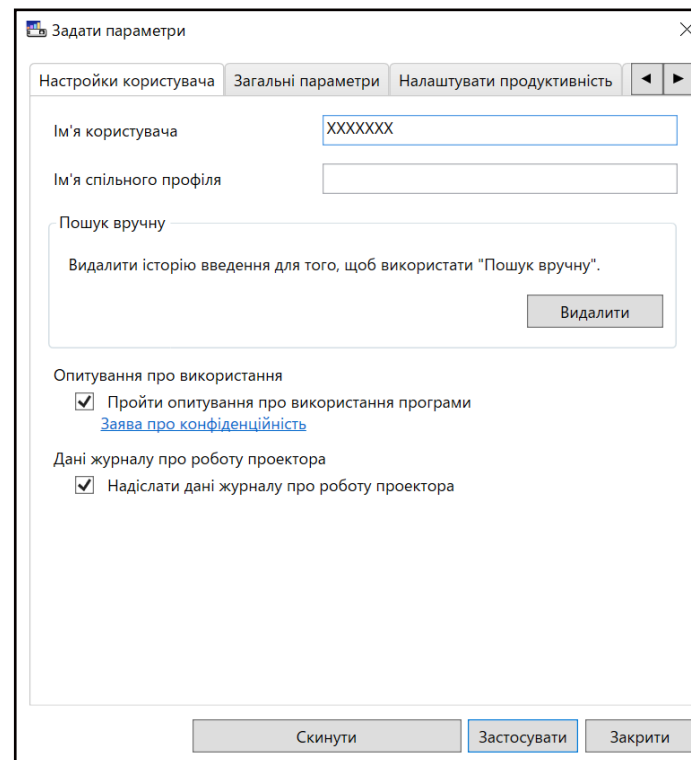 Задати параметри
Настройки користувача Загальні параметри Налаштувати продуктивність
Ім'я користувача XXXXXXX
Ім'я спільного профіля
Пошук вручну
Видалити історію введення для того, щоб використати "Пошук вручну".
Видалити
Опитування про використання
Пройти опитування про використання програми
Заява про конфіденційність
Дані журналу про роботу проектора
Надіслати дані журналу про роботу проектора
Скинути Застосувати Закрити